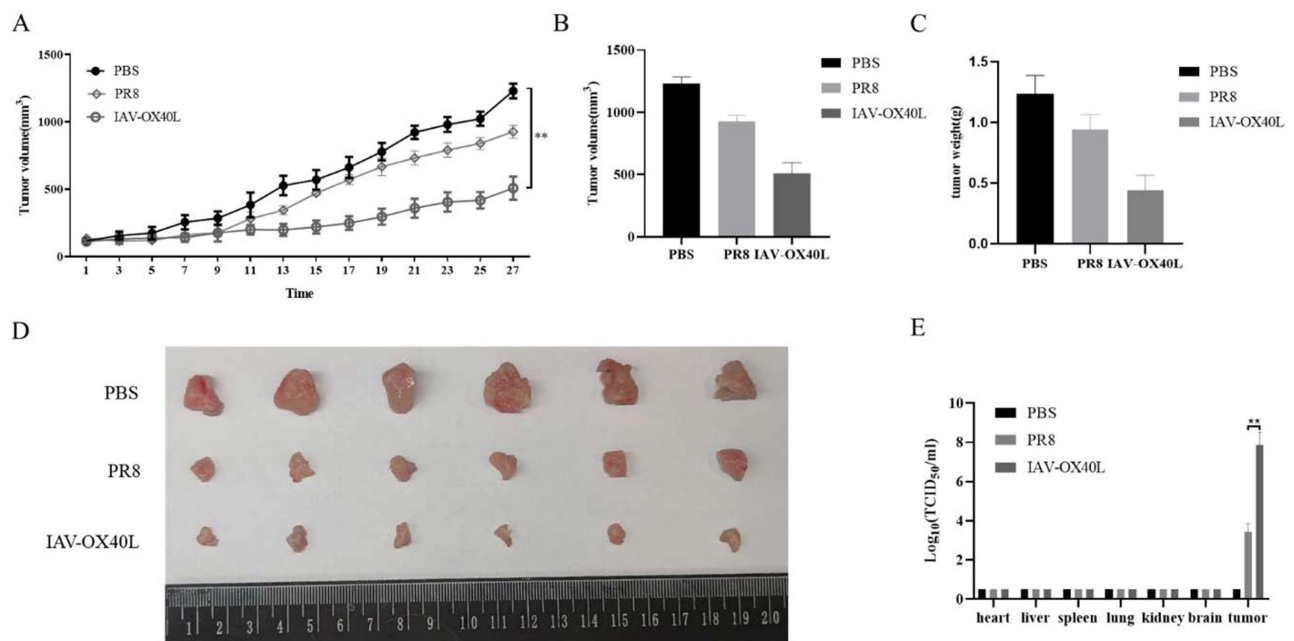 A
Tumor volume(mm3)
1500
1000
500
0
PBS
PR8
IAV-OX40L
**
1 3 5 7 9 11 13 15 17 19 21 23 25 27
Time
B
Tumor volume(mm3)
1500
1000
500
0
PBS PR8 IAV-OX40L
PBS
PR8
IAV-OX40L
C
tumor weight(g)
1.5
1.0
0.5
0.0
PBS PR8 IAV-OX40L
PBS
PR8
IAV-OX40L
D
PBS
PR8
IAV-OX40L
1 2 3 4 5 6 7 8 9 10 11 12 13 14 15 16 17 18 19 20
E
Log10(TCID50/ml)
10
8
6
4
2
0
PBS
PR8
IAV-OX40L
**
heart liver spleen lung kidney brain tumor